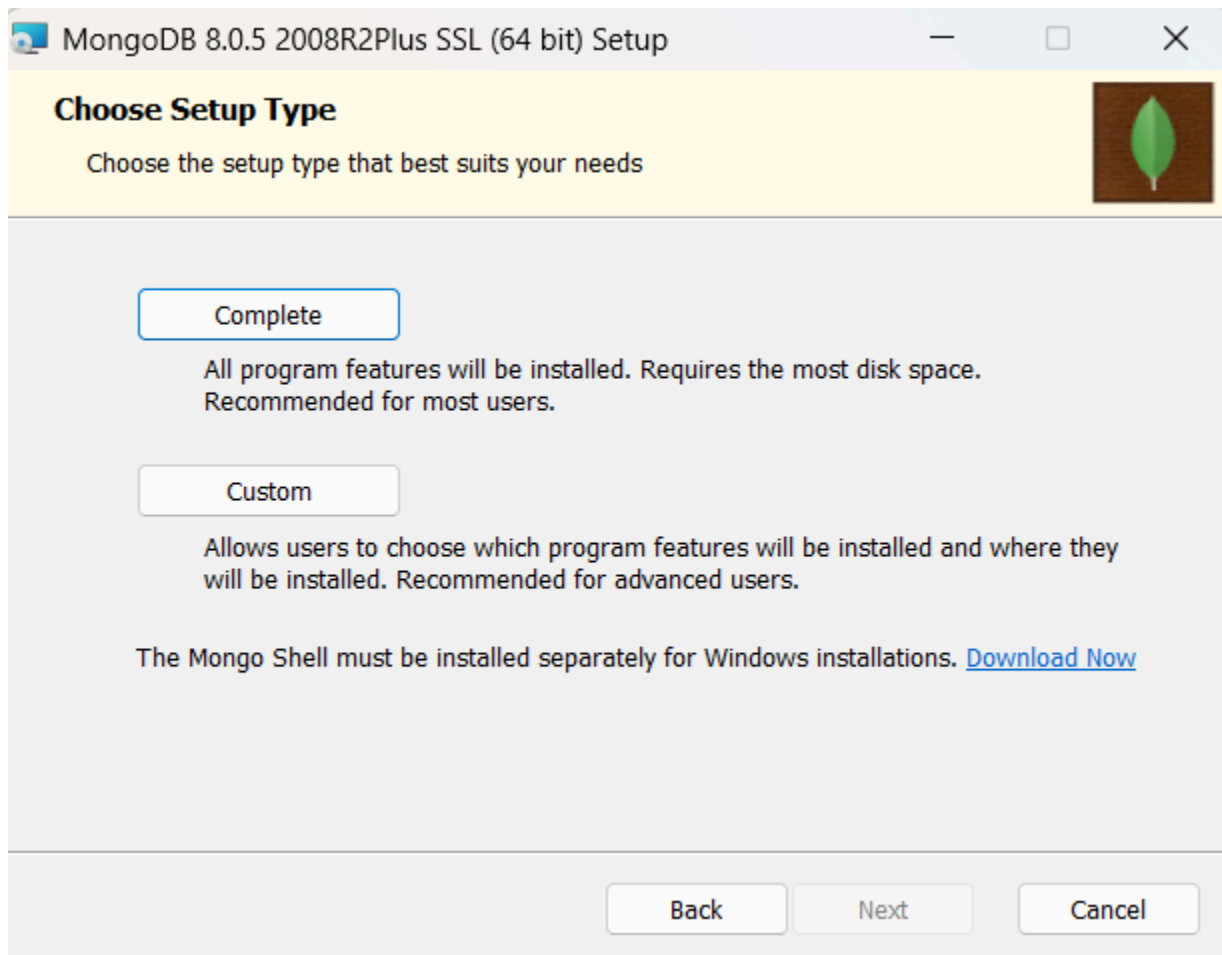 MongoDB 8.0.5 2008R2Plus SSL (64 bit) Setup
Choose Setup Type
Choose the setup type that best suits your needs
Complete
All program features will be installed. Requires the most disk space.
Recommended for most users.
Custom
Allows users to choose which program features will be installed and where they
will be installed. Recommended for advanced users.
The Mongo Shell must be installed separately for Windows installations. Download Now
Back Next Cancel